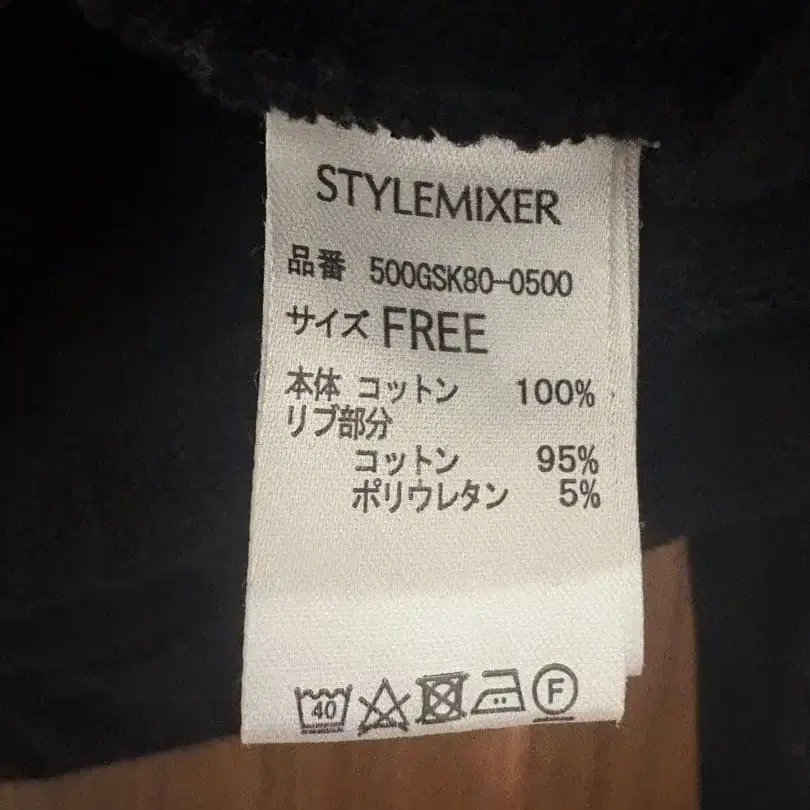 STYLEMIXER
品番 500GSK80-0500
サイズ FREE
本体 コットン 100%
リブ部分
コットン 95%
ポリウレタン 5%
40 F